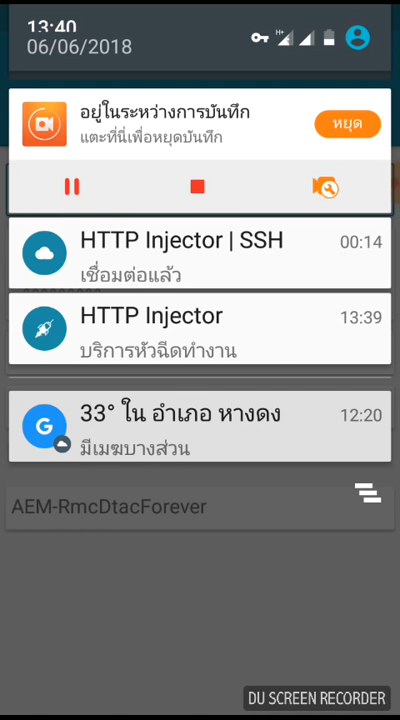 13:40
06/06/2018
H+
อยู่ในระหว่างการบันทึก
แตะที่นี่เพื่อหยุดบันทึก
หยุด
HTTP Injector | SSH
00:14
เชื่อมต่อแล้ว
HTTP Injector
13:39
บริการหัวฉีดทำงาน
33° ใน อำเภอ หางดง
12:20
มีเมฆบางส่วน
AEM-RmcDtacForever
DU SCREEN RECORDER